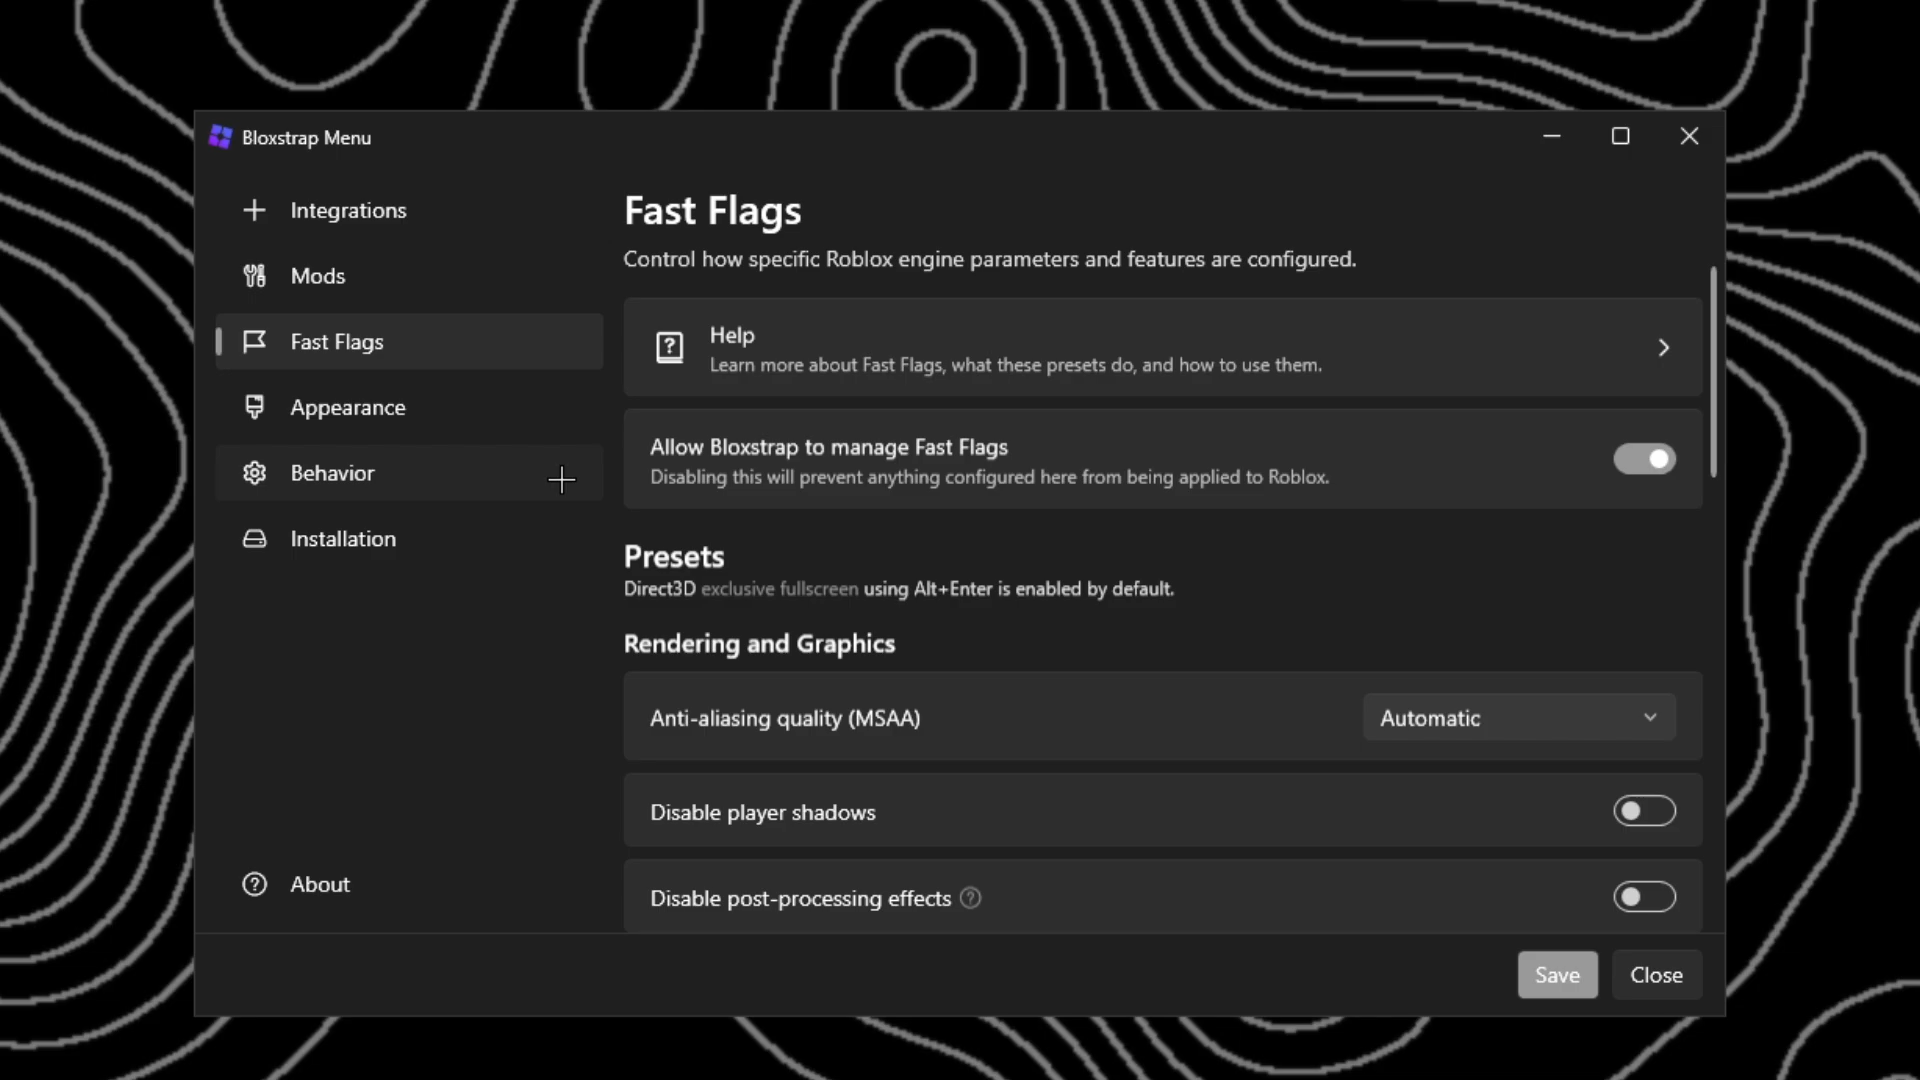 Bloxstrap Menu
Integrations
Mods
Fast Flags
Appearance
Behavior
Installation
About
Fast Flags
Control how specific Roblox engine parameters and features are configured.
Help
Learn more about Fast Flags, what these presets do, and how to use them.
Allow Bloxstrap to manage Fast Flags
Disabling this will prevent anything configured here from being applied to Roblox.
Presets
Direct3D exclusive fullscreen using Alt+Enter is enabled by default.
Rendering and Graphics
Anti-aliasing quality (MSAA)
Automatic
Disable player shadows
Disable post-processing effects
Save
Close